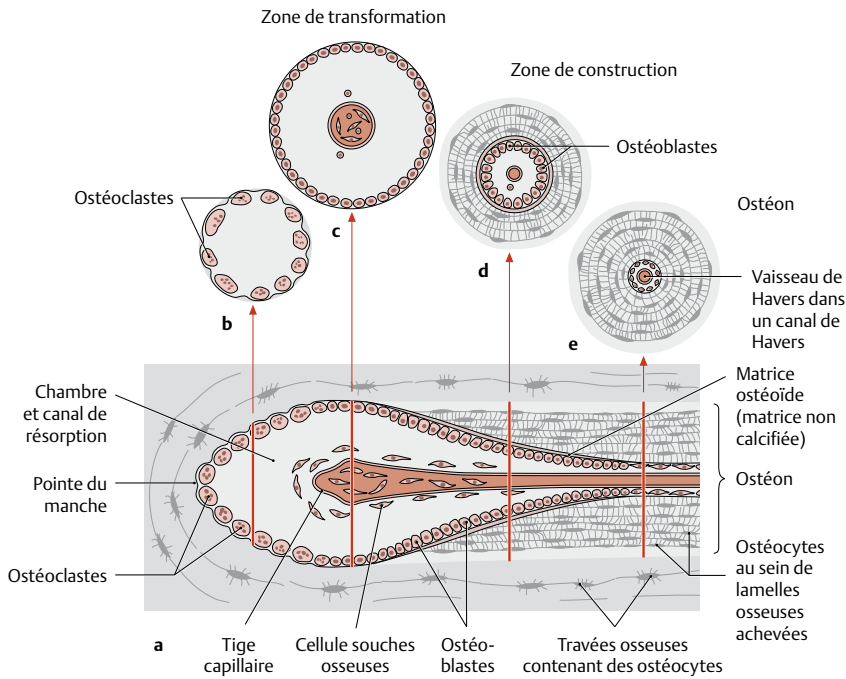 Zone de transformation
Zone de construction
Ostéoblastes
Ostéoclastes
Ostéon
c
d
b
e
Vaisseau de
Havers dans
un canal de
Havers
Chambre
et canal de
résorption
Matrice
ostéoïde
(matrice non
calcifiée)
Pointe du
manche
Ostéon
Ostéoclastes
Ostéocytes
au sein de
lamelles
osseuses
achevées
a
Tige
capillaire
Cellule souches
osseuses
Ostéo-
blastes
Travées osseuses
contenant des ostéocytes